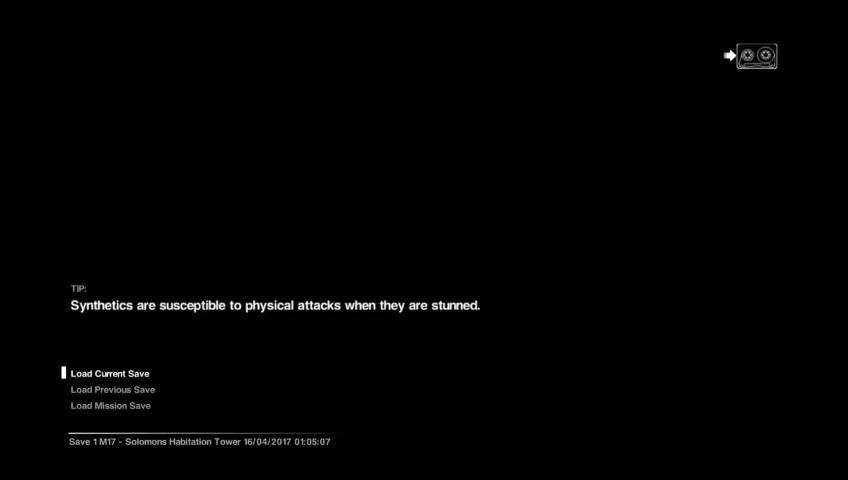 TIP:
Synthetics are susceptible to physical attacks when they are stunned.
Load Current Save
Load Previous Save
Load Mission Save
Save 1 M17 - Solomons Habitation Tower 16/04/2017 01:05:07